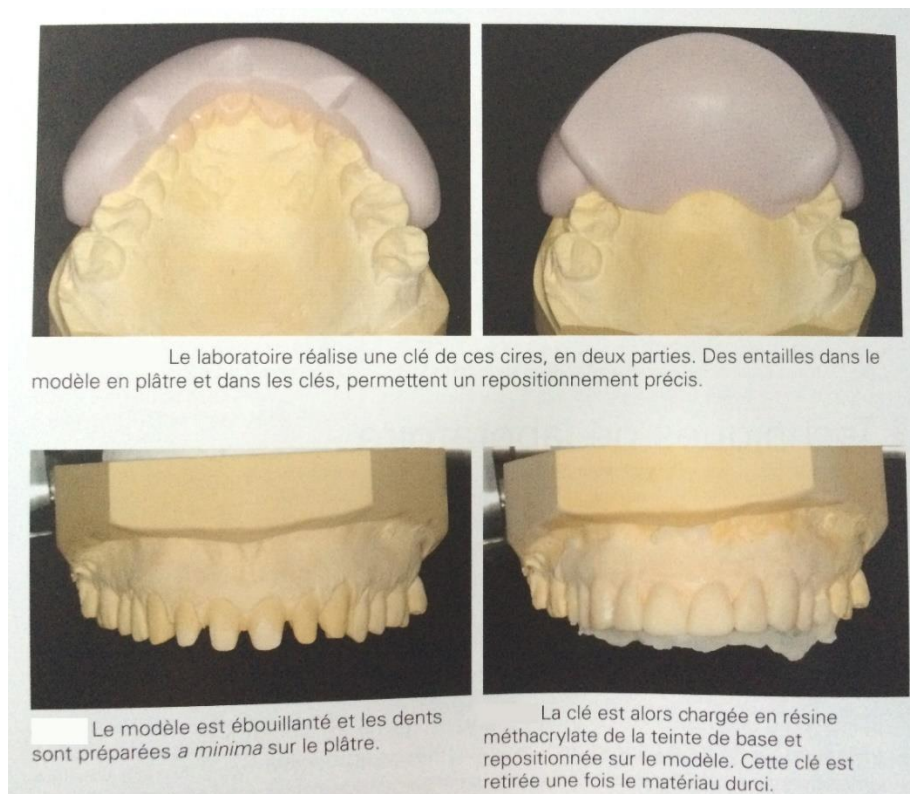 Le laboratoire réalise une clé de ces cires, en deux parties. Des entailles dans le
modèle en plâtre et dans les clés, permettent un repositionnement précis.
Le modèle est ébouillanté et les dents
sont préparées a minima sur le plâtre.
La clé est alors chargée en résine
méthacrylate de la teinte de base et
repositionnée sur le modèle. Cette clé est
retirée une fois le matériau durci.